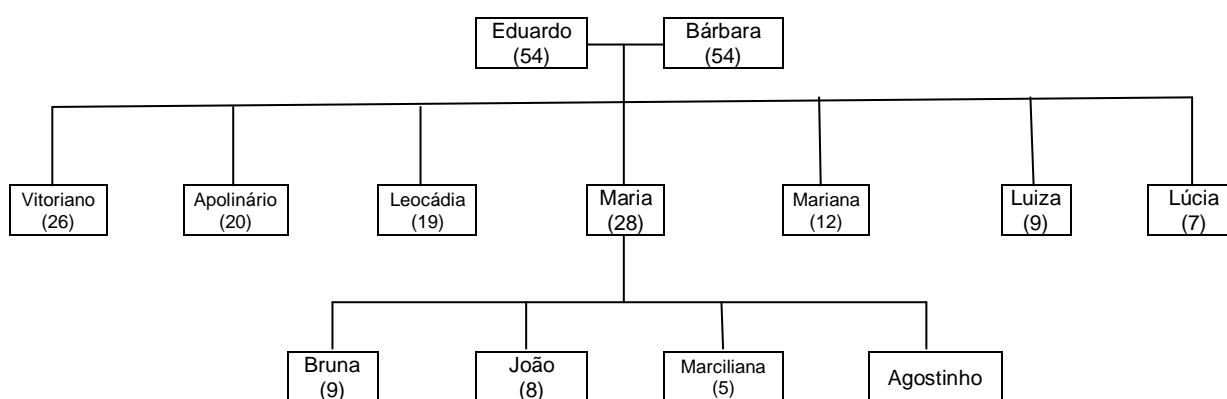 Eduardo
(54)
Bárbara
(54)
Vitoriano
(26)
Apolinário
(20)
Leocádia
(19)
Maria
(28)
Mariana
(12)
Luiza
(9)
Lúcia
(7)
Bruna
(9)
João
(8)
Marciliana
(5)
Agostinho